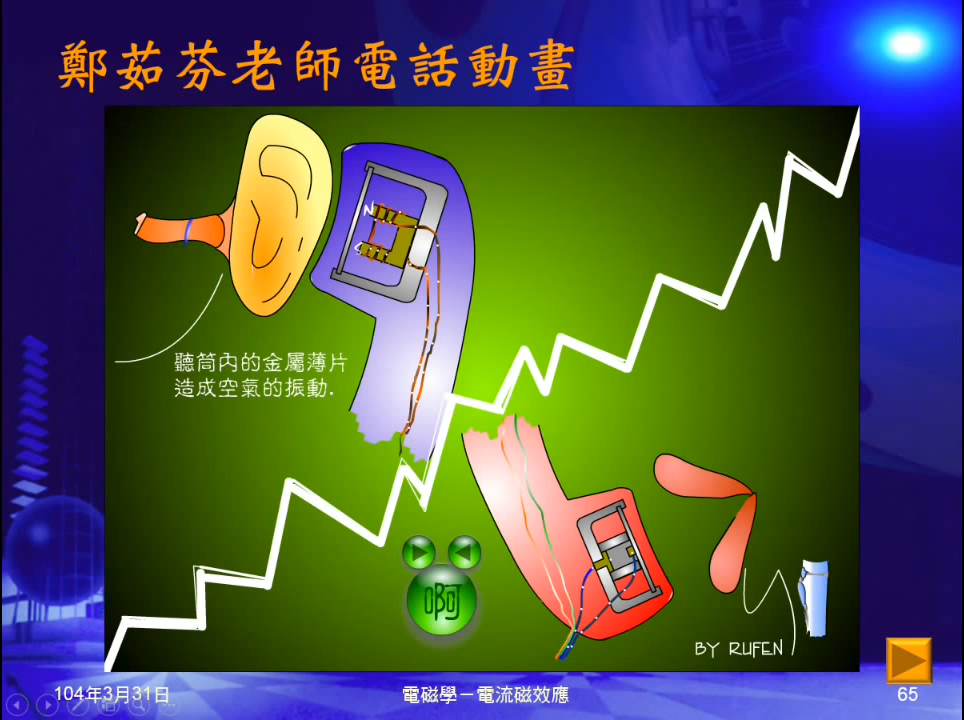 鄭茹芬老師電話動畫
N
聽筒內的金屬薄片
造成空氣的振動.
啊
BY RUFEN
104年3月31日
電磁學－電流磁效應
65